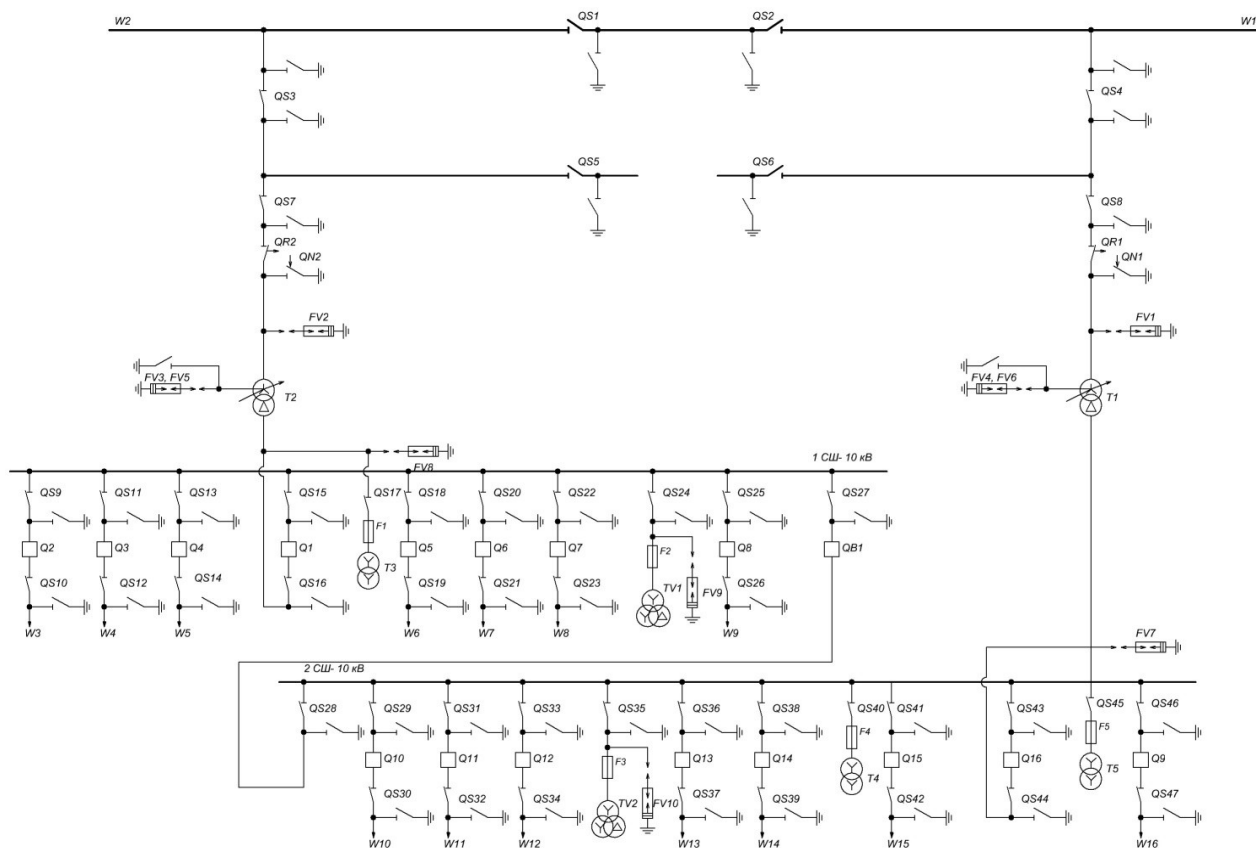 W2
QS1
QS2
W1
QS3
QS4
QS5
QS6
QS7
QS8
QR2
QN2
QR1
QN1
FV2
FV1
FV3, FV5
T2
FV4, FV6
T1
1 СШ- 10 кВ
FV8
QS9
QS11
QS13
QS15
QS17
QS18
QS20
QS22
QS24
QS25
QS27
F1
Q2
Q3
Q4
Q1
Q5
Q6
Q7
F2
Q8
QB1
T3
QS10
QS12
QS14
QS16
QS19
QS21
QS23
TV1
FV9
QS26
W3
W4
W5
W6
W7
W8
W9
FV7
2 СШ- 10 кВ
QS28
QS29
QS31
QS33
QS35
QS36
QS38
QS40
QS41
QS43
QS45
QS46
F4
F5
Q10
Q11
Q12
F3
Q13
Q14
Q15
Q16
Q9
T4
T5
QS30
QS32
QS34
TV2
FV10
QS37
QS39
QS42
QS44
QS47
W10
W11
W12
W13
W14
W15
W16